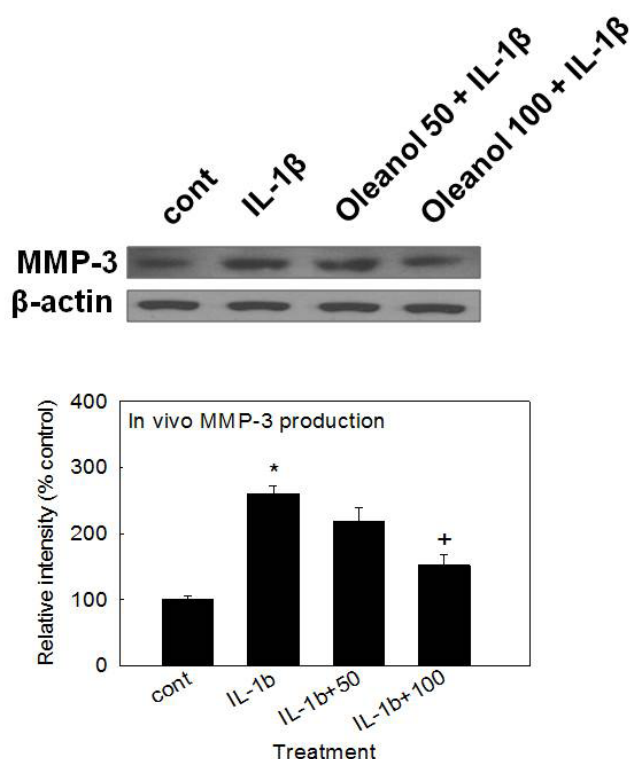 cont
IL-1β
Oleanol 50 + IL-1β
Oleanol 100 + IL-1β
MMP-3
β-actin
In vivo MMP-3 production
Relative intensity (% control)
400
300
200
100
0
*
+
cont
IL-1b
IL-1b+50
IL-1b+100
Treatment